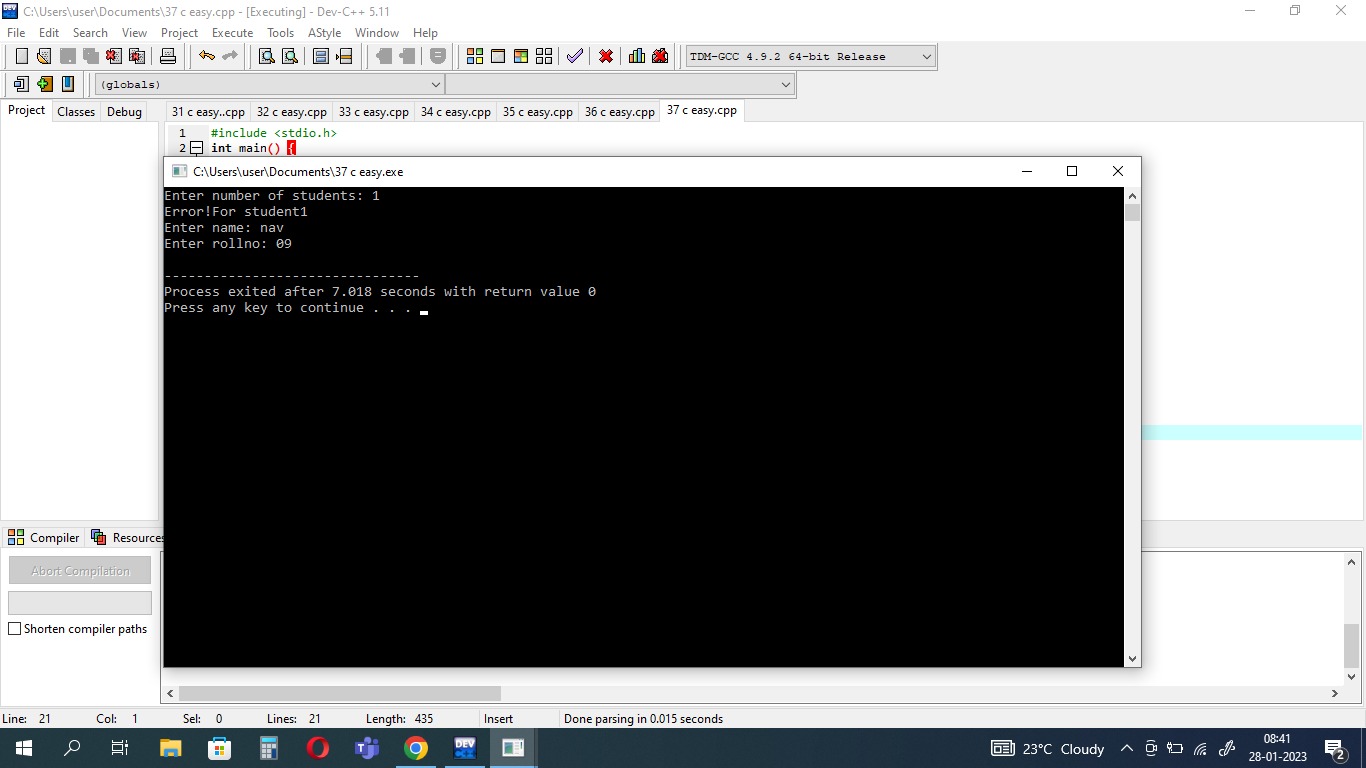 C:\Users\user\Documents\37 c easy.cpp - [Executing] - Dev-C++ 5.11
File Edit Search View Project Execute Tools AStyle Window Help
TDM-GCC 4.9.2 64-bit Release
(globals)
Project Classes Debug 31 c easy..cpp 32 c easy.cpp 33 c easy.cpp 34 c easy.cpp 35 c easy.cpp 36 c easy.cpp 37 c easy.cpp
1 #include <stdio.h>
2 int main() {
C:\Users\user\Documents\37 c easy.exe
Enter number of students: 1
Error!For student1
Enter name: nav
Enter rollno: 09
--------------------------------
Process exited after 7.018 seconds with return value 0
Press any key to continue . . .
Compiler Resources
Abort Compilation
Shorten compiler paths
Line: 21 Col: 1 Sel: 0 Lines: 21 Length: 435 Insert Done parsing in 0.015 seconds
DEV
23°C Cloudy
08:41
28-01-2023
2